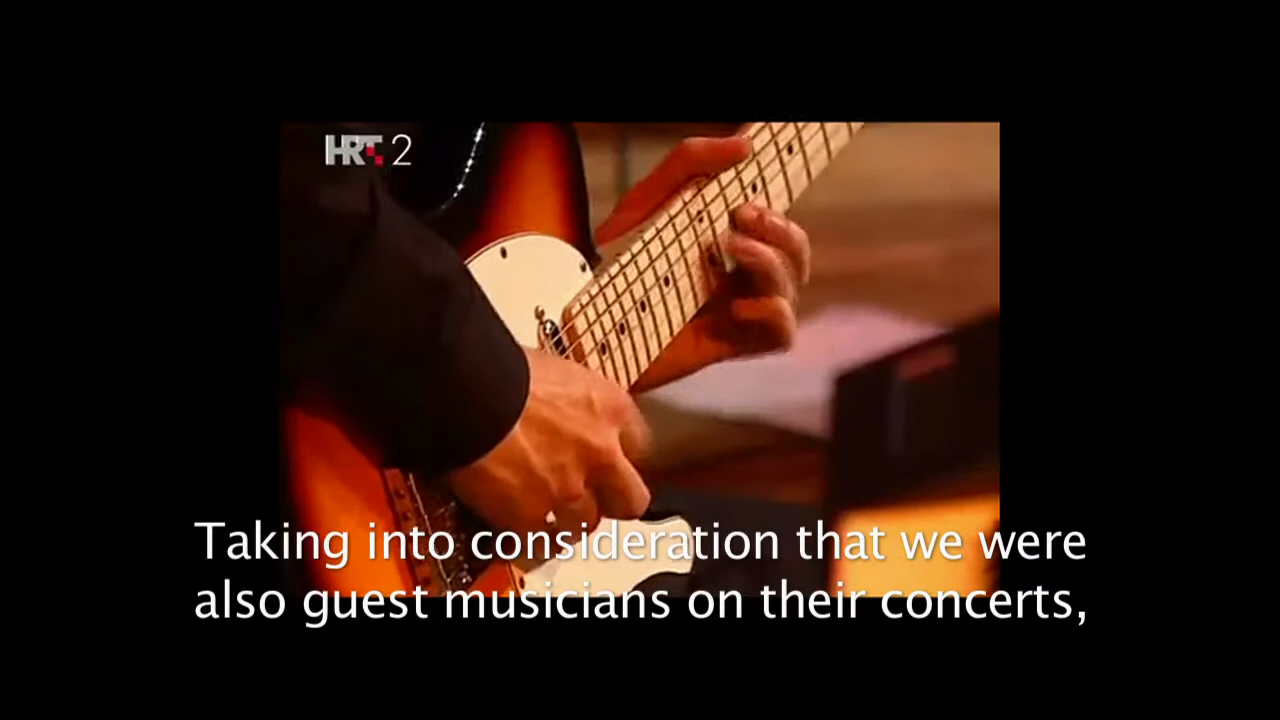 HRT 2
Taking into consideration that we were
also guest musicians on their concerts,